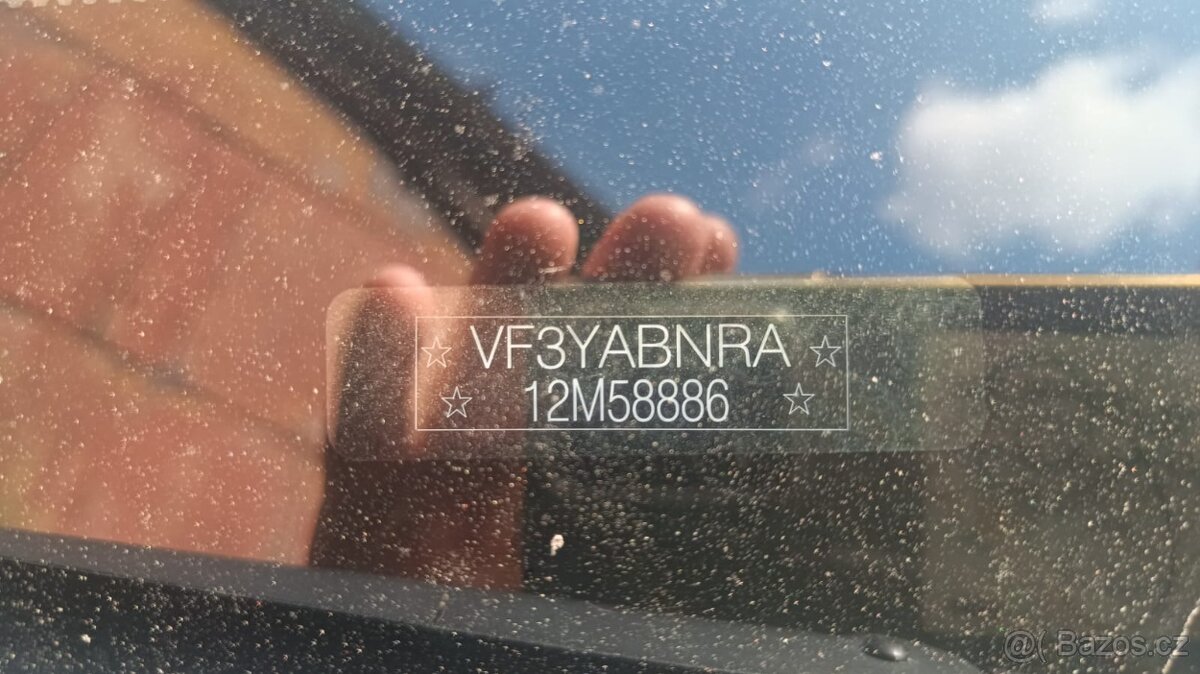 ☆ VF3YABNRA ☆
☆ 12M58886 ☆
@( Bazos.cz